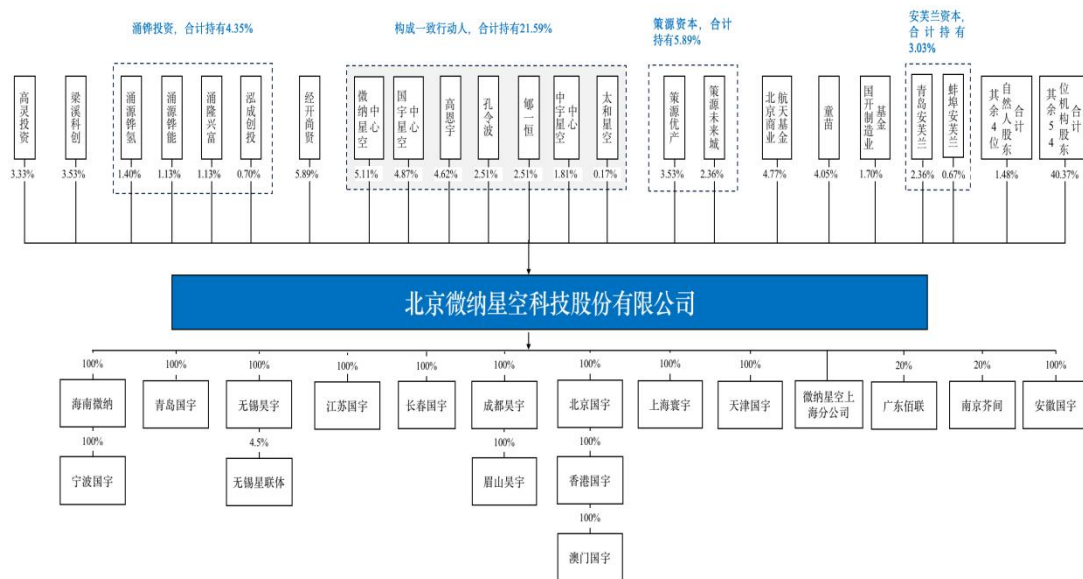 涌铧投资，合计持有4.35%
构成一致行动人，合计持有21.59%
策源资本，合计
持有5.89%
安芙兰资本，
合计持有
3.03%
高灵投资
梁溪科创
涌源铧氢
涌源铧能
涌隆兴富
泓成创投
经开尚贤
微纳星空中心
国宇星空中心
高恩宇
孔令波
郇一恒
中宇星空中心
太和星空
策源优产
策源未来城
北京商业航天基金
童苗
国开制造业基金
青岛安芙兰
蚌埠安芙兰
其余4位自然人股东合计
其余54位机构股东合计
3.33%
3.53%
1.40%
1.13%
1.13%
0.70%
5.89%
5.11%
4.87%
4.62%
2.51%
2.51%
1.81%
0.17%
3.53%
2.36%
4.77%
4.05%
1.70%
2.36%
0.67%
1.48%
40.37%
北京微纳星空科技股份有限公司
100%
100%
100%
100%
100%
100%
100%
100%
100%
20%
20%
100%
海南微纳
青岛国宇
无锡昊宇
江苏国宇
长春国宇
成都昊宇
北京国宇
上海寰宇
天津国宇
微纳星空上
海分公司
广东佰联
南京芥间
安徽国宇
100%
4.5%
100%
100%
宁波国宇
无锡星联体
眉山昊宇
香港国宇
100%
澳门国宇